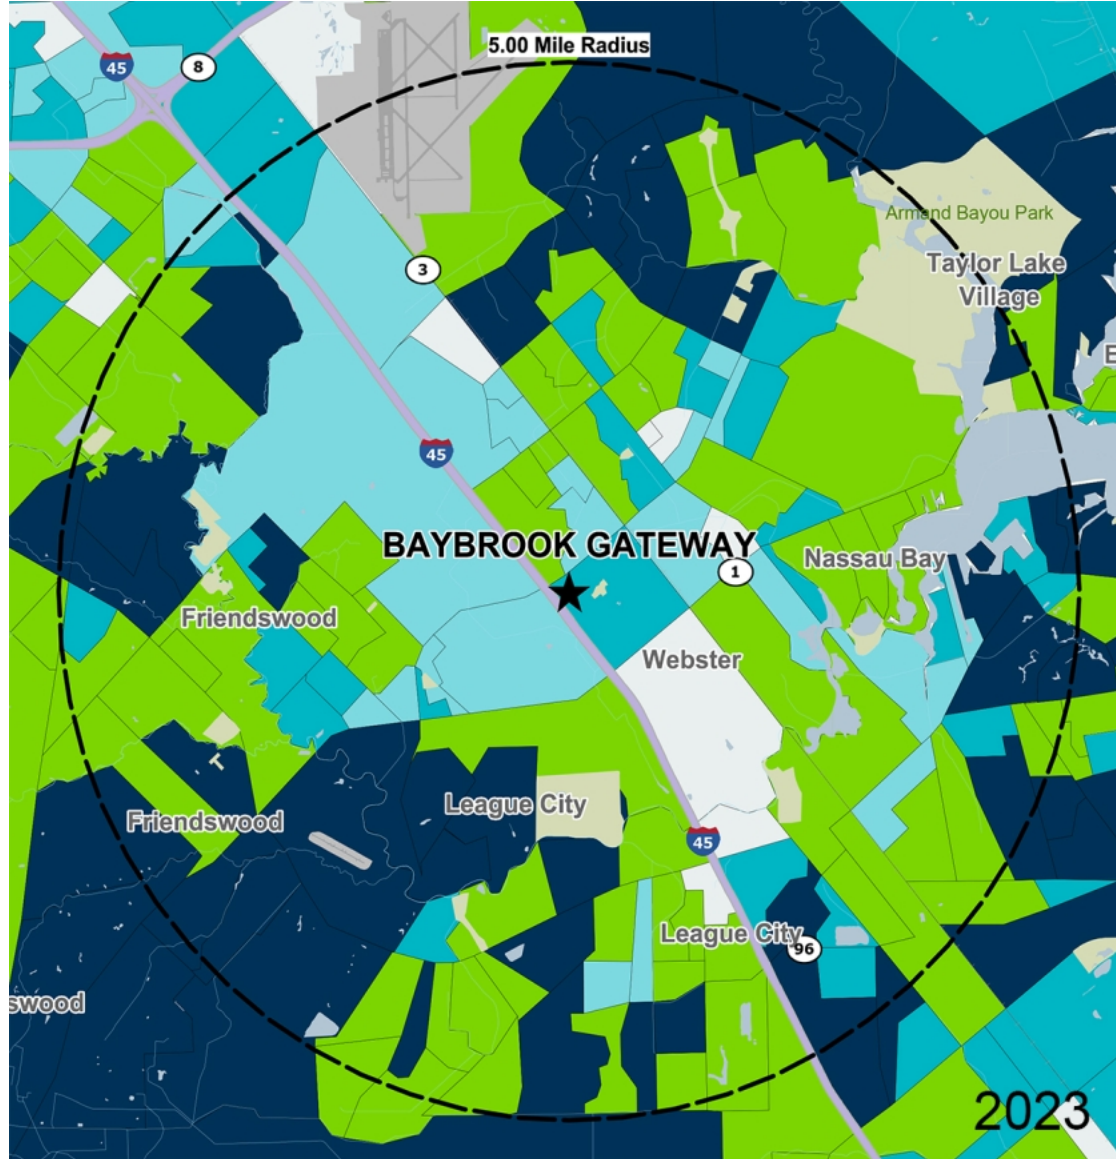 5.00 Mile Radius
45
8
Armand Bayou Park
Taylor Lake
Village
3
E
45
BAYBROOK GATEWAY
Nassau Bay
1
Friendswood
Webster
League City
Friendswood
45
League City
96
swood
2023